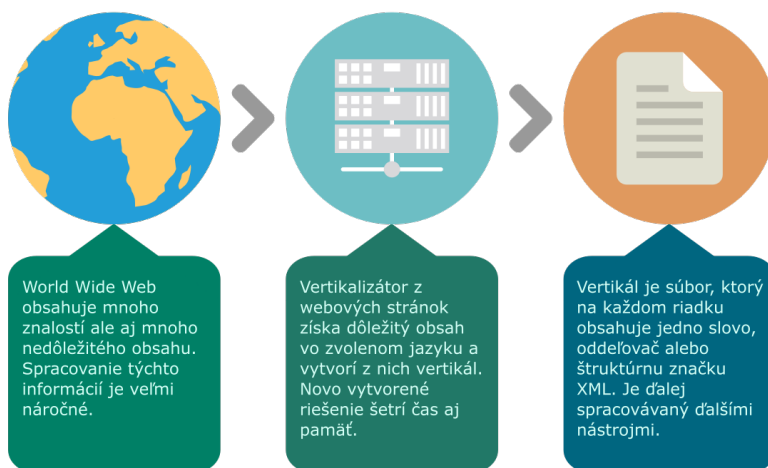 World Wide Web
obsahuje mnoho
znalostí ale aj mnoho
nedôležitého obsahu.
Spracovanie týchto
informácií je veľmi
náročné.
Vertikalizátor z
webových stránok
získa dôležitý obsah
vo zvolenom jazyku a
vytvorí z nich vertikál.
Novo vytvorené
riešenie šetrí čas aj
pamäť.
Vertikál je súbor, ktorý
na každom riadku
obsahuje jedno slovo,
oddeľovač alebo
štruktúrnu značku
XML. Je ďalej
spracovávaný ďalšími
nástrojmi.